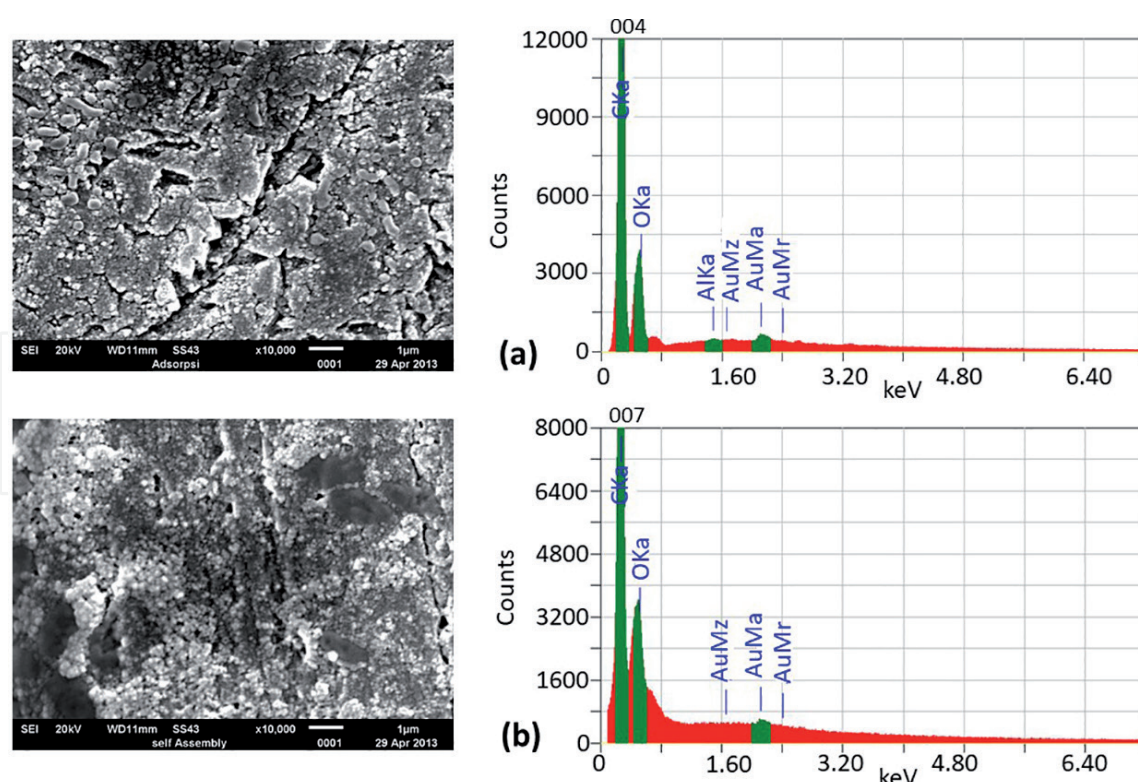 SEI 20kV WD11mm SS43 x10,000 1µm
Adsorpsi 0001 29 Apr 2013
004
12000
9000
6000
3000
0
Counts
CKa
OKa
AlKa
AuMz
AuMa
AuMr
(a)
0 1.60 3.20 4.80 6.40
keV
SEI 20kV WD11mm SS43 x10,000 1µm
self Assembly 0001 29 Apr 2013
007
8000
6400
4800
3200
1600
0
Counts
CKa
OKa
AuMz
AuMa
AuMr
(b)
0 1.60 3.20 4.80 6.40
keV